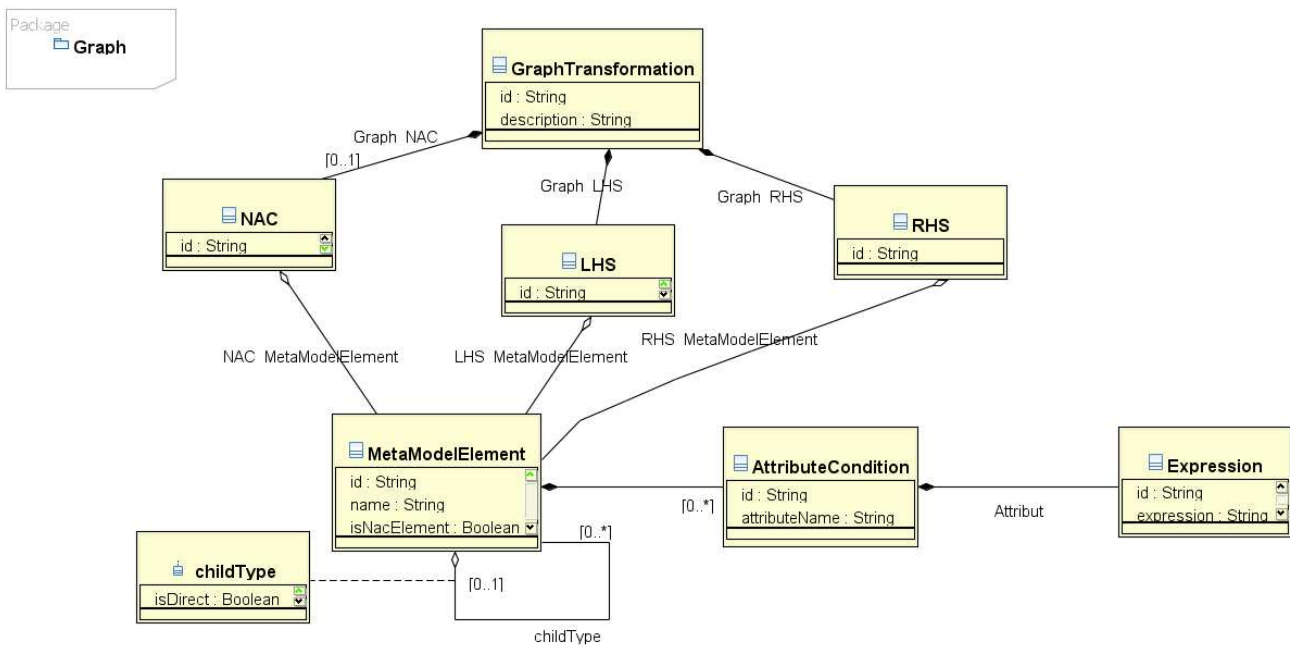 Package
Graph
GraphTransformation
id : String
description : String
Graph NAC
[0..1]
Graph LHS
Graph RHS
NAC
id : String
LHS
id : String
RHS
id : String
NAC MetaModelElement
LHS MetaModelElement
RHS MetaModelElement
MetaModelElement
id : String
name : String
isNacElement : Boolean
[0..*]
AttributeCondition
id : String
attributeName : String
Attribut
Expression
id : String
expression : String
[0..*]
[0..1]
childType
childType
isDirect : Boolean